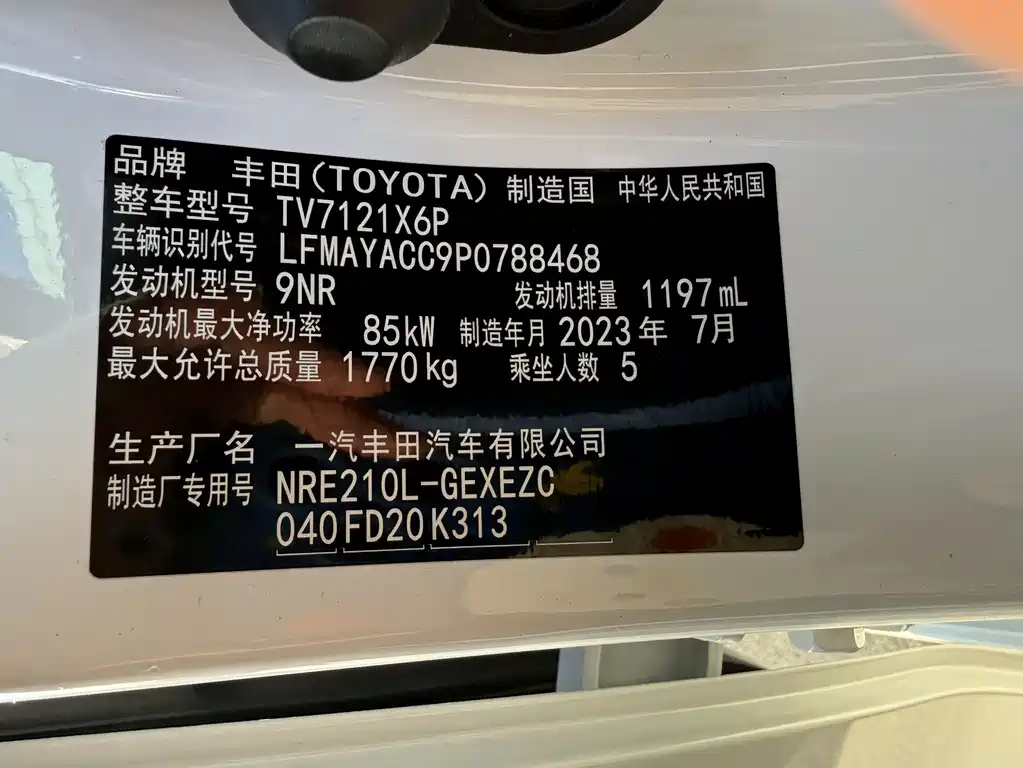 品牌 丰田(TOYOTA) 制造国 中华人民共和国
整车型号 TV7121X6P
车辆识别代号 LFMAYACC9P0788468
发动机型号 9NR 发动机排量 1197mL
发动机最大净功率 85kW 制造年月 2023年 7月
最大允许总质量 1770kg 乘坐人数 5
生产厂名 一汽丰田汽车有限公司
制造厂专用号 NRE210L-GEXEZC
040 FD20 K313